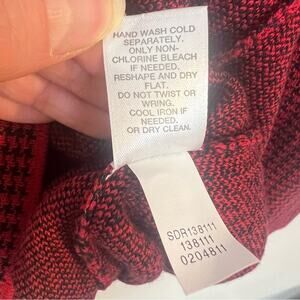 HAND WASH COLD
SEPARATELY,
ONLY NON-
CHLORINE BLEACH
IF NEEDED.
RESHAPE AND DRY
FLAT.
DO NOT TWIST OR
WRING.
COOL IRON IF
NEEDED.
OR DRY CLEAN.
SDR138111
138111
0204811